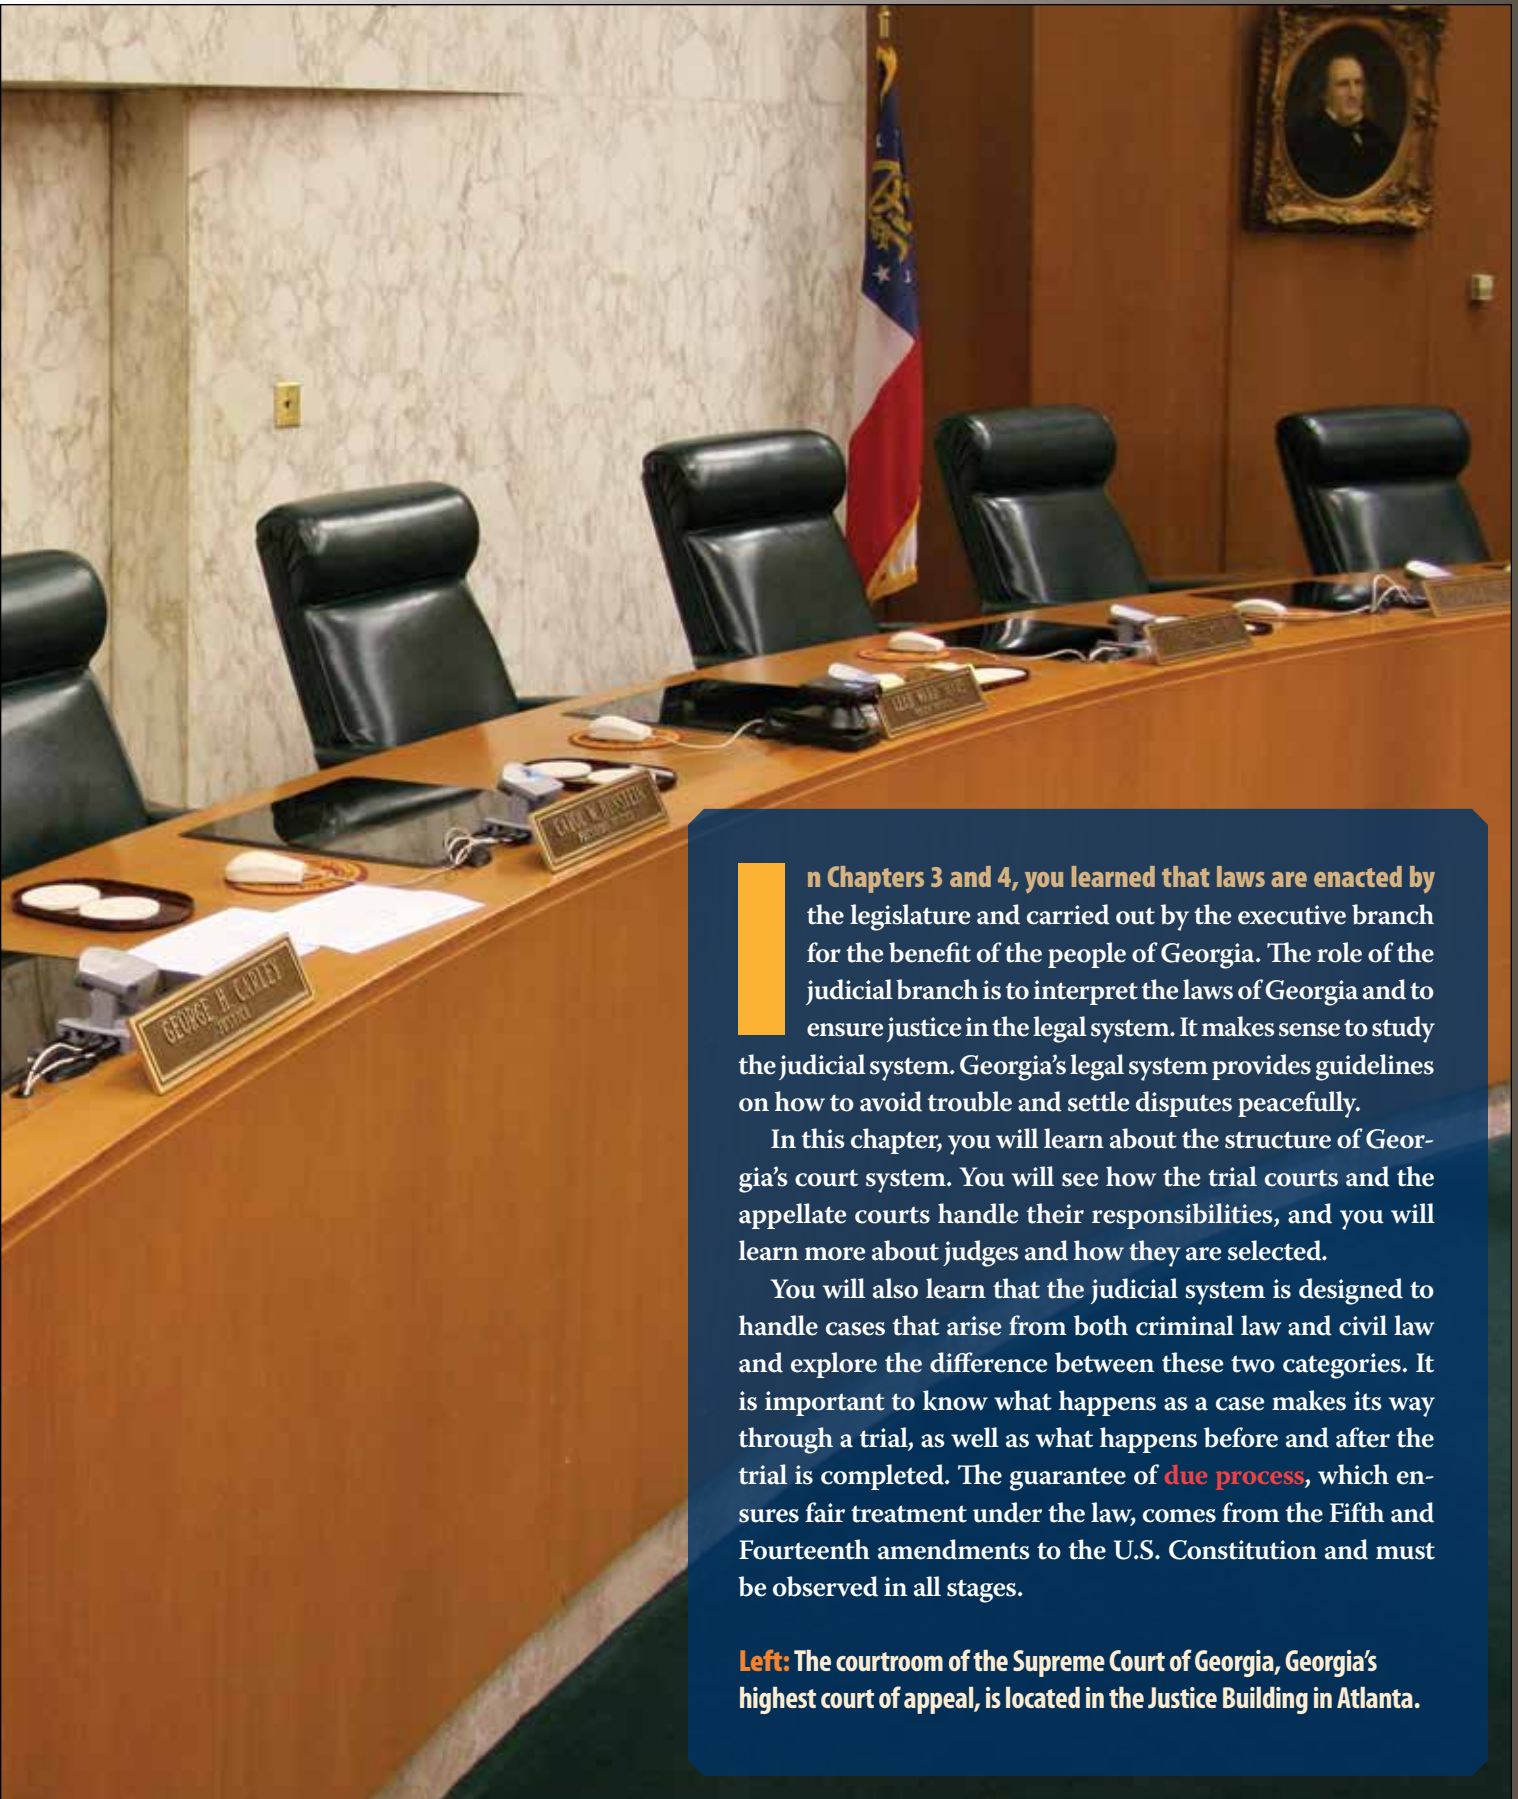 GEORGE H. CARLEY
JUSTICE
CAROL W. HUNSTEIN
PRESIDING JUSTICE
LEAH WARD SEARS
In Chapters 3 and 4, you learned that laws are enacted by
the legislature and carried out by the executive branch
for the benefit of the people of Georgia. The role of the
judicial branch is to interpret the laws of Georgia and to
ensure justice in the legal system. It makes sense to study
the judicial system. Georgia’s legal system provides guidelines
on how to avoid trouble and settle disputes peacefully.
In this chapter, you will learn about the structure of Geor-
gia’s court system. You will see how the trial courts and the
appellate courts handle their responsibilities, and you will
learn more about judges and how they are selected.
You will also learn that the judicial system is designed to
handle cases that arise from both criminal law and civil law
and explore the difference between these two categories. It
is important to know what happens as a case makes its way
through a trial, as well as what happens before and after the
trial is completed. The guarantee of due process, which en-
sures fair treatment under the law, comes from the Fifth and
Fourteenth amendments to the U.S. Constitution and must
be observed in all stages.
Left: The courtroom of the Supreme Court of Georgia, Georgia’s
highest court of appeal, is located in the Justice Building in Atlanta.